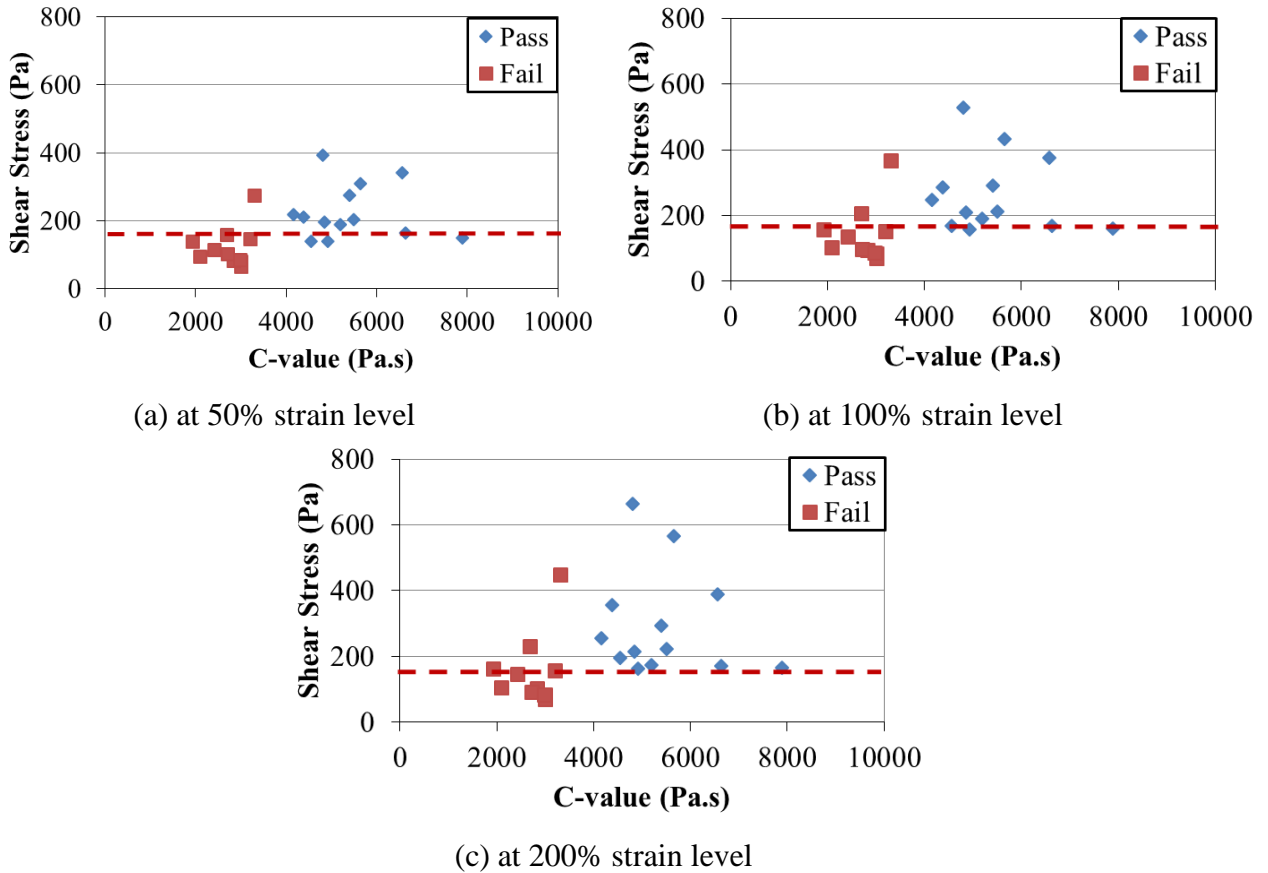 800
600
400
200
0
Shear Stress (Pa)
Pass
Fail
0 2000 4000 6000 8000 10000
C-value (Pa.s)
(a) at 50% strain level
800
600
400
200
0
Shear Stress (Pa)
Pass
Fail
0 2000 4000 6000 8000 10000
C-value (Pa.s)
(b) at 100% strain level
800
600
400
200
0
Shear Stress (Pa)
Pass
Fail
0 2000 4000 6000 8000 10000
C-value (Pa.s)
(c) at 200% strain level